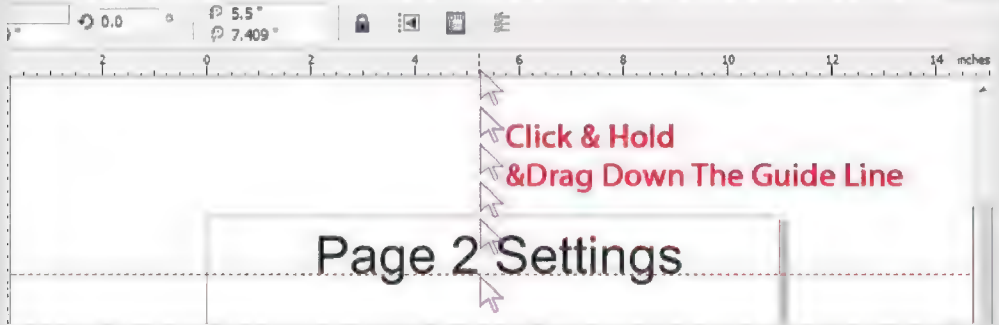 0.0 ° 5.5 "
" 7.409 "
2 0 2 4 6 8 10 12 14 inches
Click & Hold
&Drag Down The Guide Line
Page 2 Settings